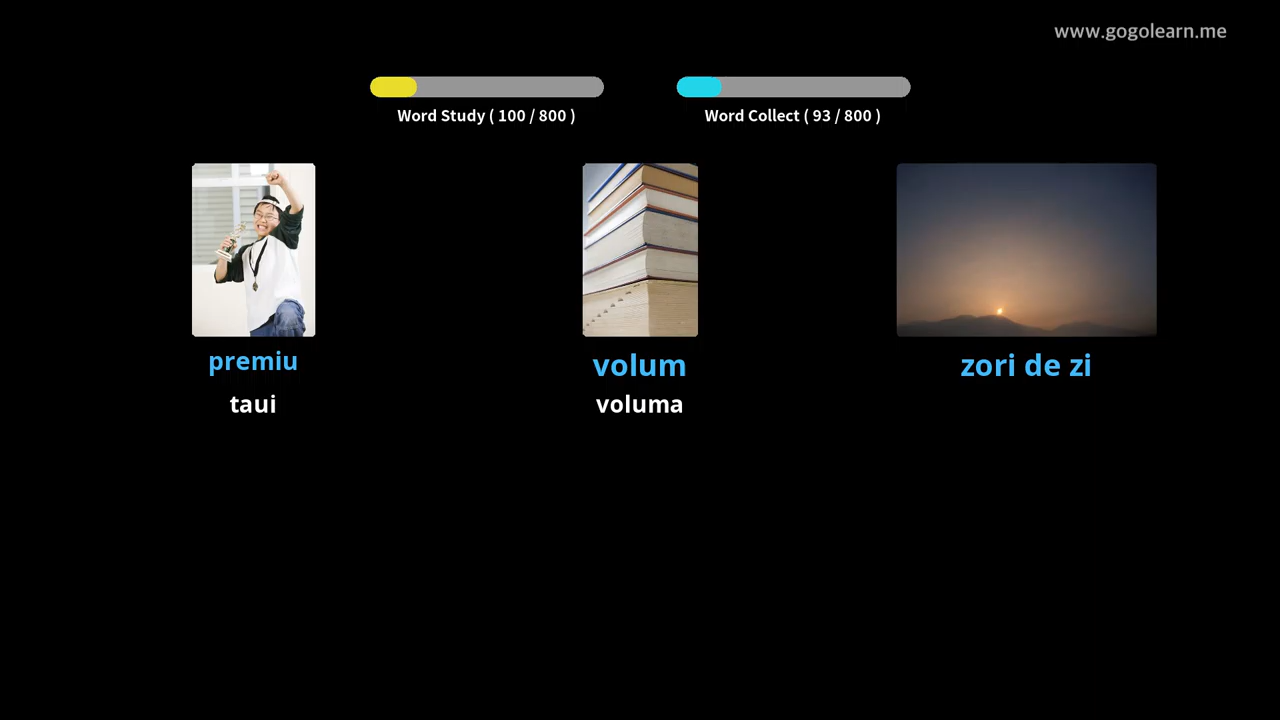 www.gogolearn.me
Word Study ( 100 / 800 )
Word Collect ( 93 / 800 )
premiu
volum
zori de zi
taui
voluma